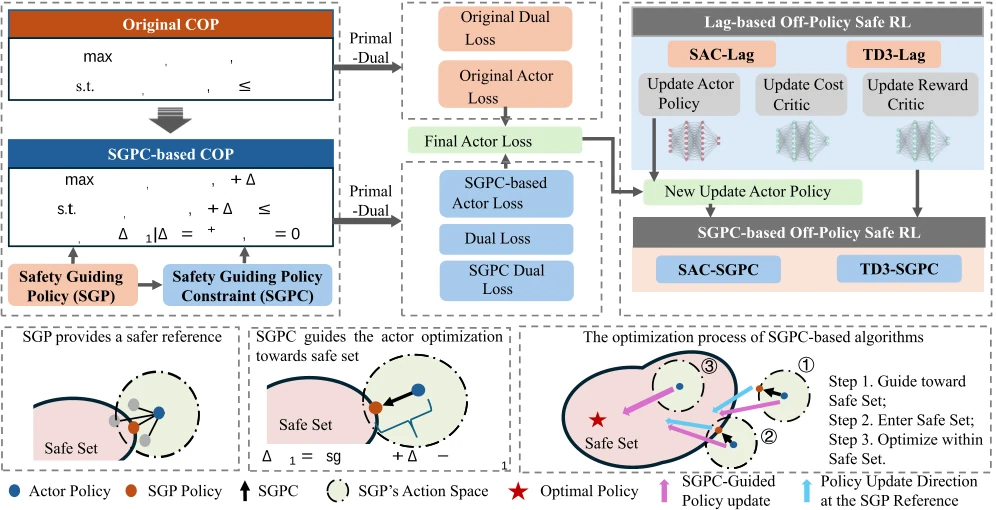 Original COP
max , ,
s.t. , , ≤
SGPC-based COP
max , , + Δ
s.t. , , + Δ ≤
, Δ 1|Δ = + , = 0
Safety Guiding
Policy (SGP)
Safety Guiding Policy
Constraint (SGPC)
Primal
-Dual
Primal
-Dual
Original Dual
Loss
Original Actor
Loss
Final Actor Loss
SGPC-based
Actor Loss
Dual Loss
SGPC Dual
Loss
Lag-based Off-Policy Safe RL
SAC-Lag
TD3-Lag
Update Actor
Policy
Update Cost
Critic
Update Reward
Critic
New Update Actor Policy
SGPC-based Off-Policy Safe RL
SAC-SGPC
TD3-SGPC
SGP provides a safer reference
Safe Set
SGPC guides the actor optimization
towards safe set
Safe Set
Δ 1 = sg + Δ − 1
The optimization process of SGPC-based algorithms
③
①
②
Safe Set
Step 1. Guide toward
Safe Set;
Step 2. Enter Safe Set;
Step 3. Optimize within
Safe Set.
Actor Policy
SGP Policy
SGPC
SGP's Action Space
Optimal Policy
SGPC-Guided
Policy update
Policy Update Direction
at the SGP Reference